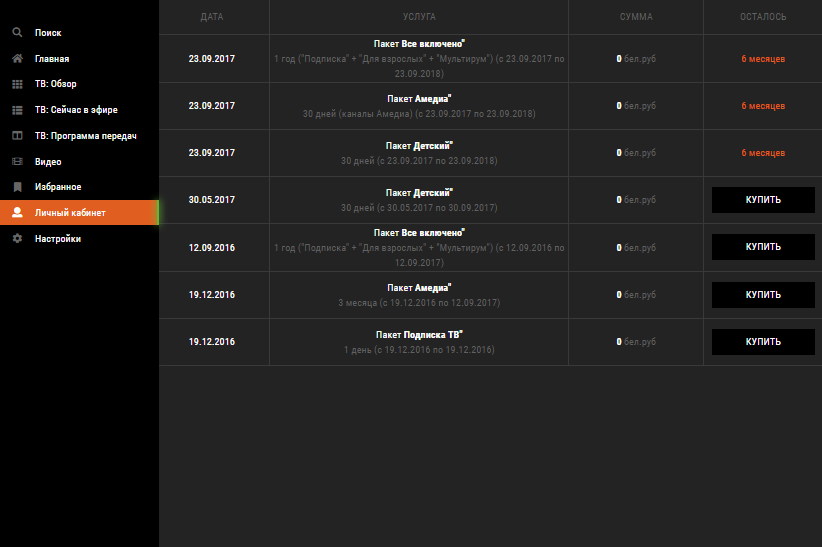 Поиск
Главная
ТВ: Обзор
ТВ: Сейчас в эфире
ТВ: Программа передач
Видео
Избранное
Личный кабинет
Настройки
ДАТА УСЛУГА СУММА ОСТАЛОСЬ
Пакет Все включено"
23.09.2017 1 год ("Подписка" + "Для взрослых" + "Мультирум") (с 23.09.2017 по 0 бел.руб 6 месяцев
23.09.2018)
Пакет Амедиа"
23.09.2017 0 бел.руб 6 месяцев
30 дней (каналы Амедиа) (с 23.09.2017 по 23.09.2018)
Пакет Детский"
23.09.2017 0 бел.руб 6 месяцев
30 дней (с 23.09.2017 по 23.09.2018)
Пакет Детский"
30.05.2017 0 бел.руб КУПИТЬ
30 дней (с 30.05.2017 по 30.09.2017)
Пакет Все включено"
12.09.2016 1 год ("Подписка" + "Для взрослых" + "Мультирум") (с 12.09.2016 по 0 бел.руб КУПИТЬ
12.09.2017)
Пакет Амедиа"
19.12.2016 0 бел.руб КУПИТЬ
3 месяца (с 19.12.2016 по 12.09.2017)
Пакет Подписка ТВ"
19.12.2016 0 бел.руб КУПИТЬ
1 день (с 19.12.2016 по 19.12.2016)